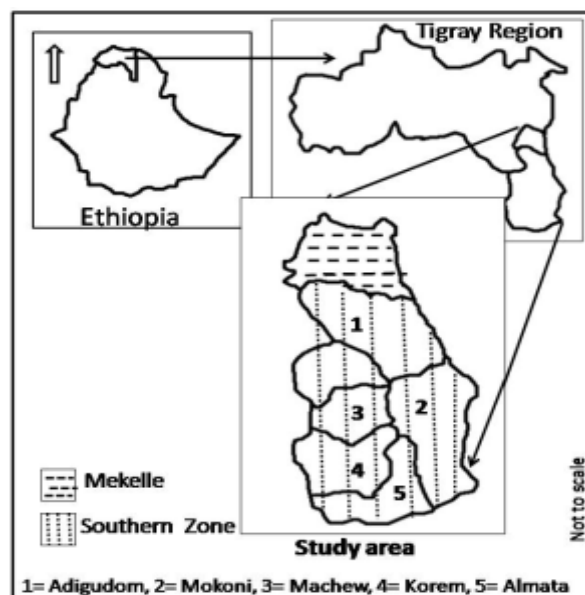 Tigray Region
Ethiopia
1
2
3
4
5
Mekelle
Southern Zone
Study area
Not to scale
1= Adigudom, 2= Mokoni, 3= Machew, 4= Korem, 5= Almata